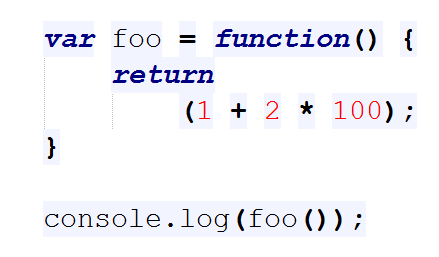 var foo = function() {
    return
        (1 + 2 * 100);
}

console.log(foo());